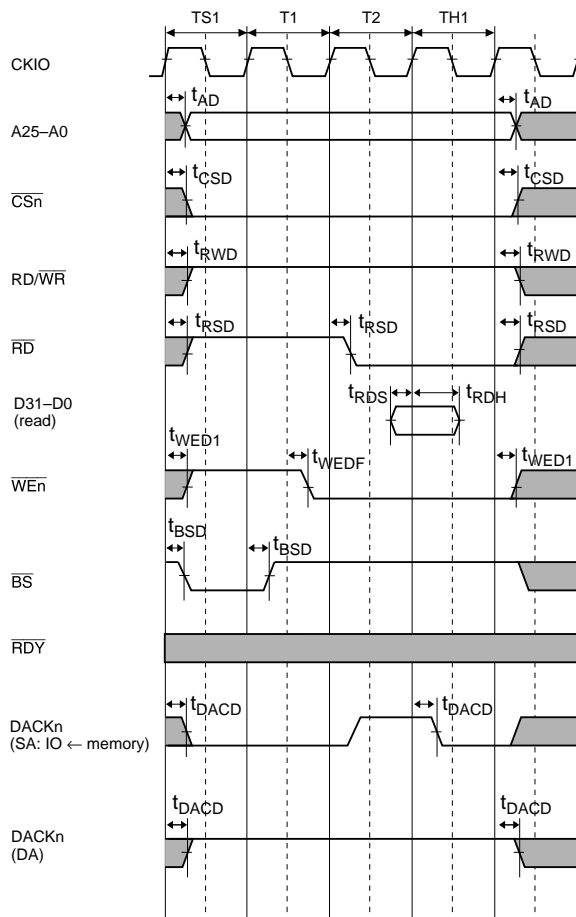 TS1 T1 T2 TH1
CKIO
tAD tAD
A25–A0
tCSD tCSD
CSn
tRWD tRWD
RD/WR
tRSD tRSD tRSD
RD
D31–D0
(read)
tRDS tRDH
tWED1 tWEDF tWED1
WEn
tBSD tBSD
BS
RDY
tDACD tDACD
DACKn
(SA: IO ← memory)
tDACD tDACD
DACKn
(DA)